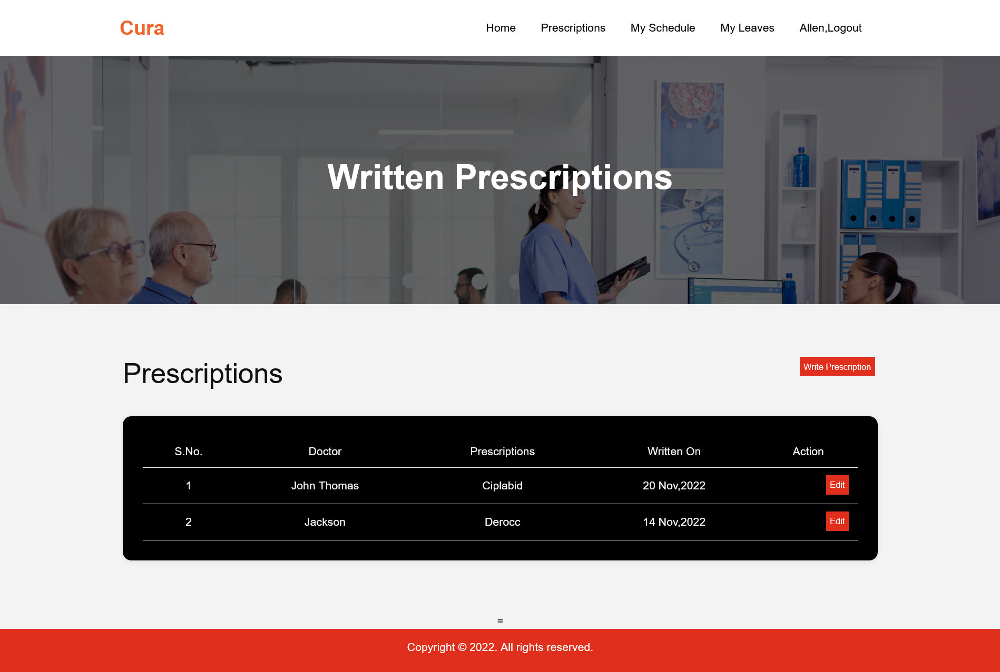 Cura
Home Prescriptions My Schedule My Leaves Allen,Logout
Written Prescriptions
Prescriptions
Write Prescription
S.No. Doctor Prescriptions Written On Action
1 John Thomas Ciplabid 20 Nov,2022 Edit
2 Jackson Derocc 14 Nov,2022 Edit
=
Copyright © 2022. All rights reserved.